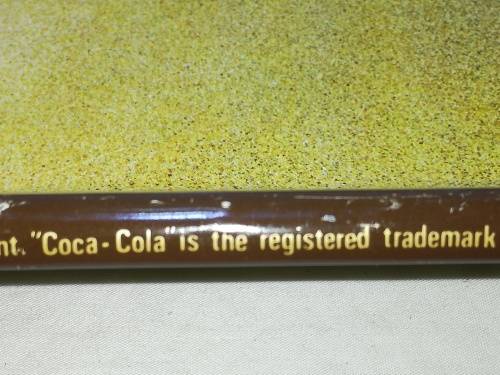 nt. "Coca-Cola" is the registered trademark